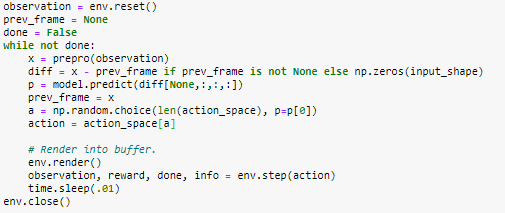 observation = env.reset()
prev_frame = None
done = False
while not done:
    x = prepro(observation)
    diff = x - prev_frame if prev_frame is not None else np.zeros(input_shape)
    p = model.predict(diff[None,:,:,:])
    prev_frame = x
    a = np.random.choice(len(action_space), p=p[0])
    action = action_space[a]

    # Render into buffer.
    env.render()
    observation, reward, done, info = env.step(action)
    time.sleep(.01)
env.close()